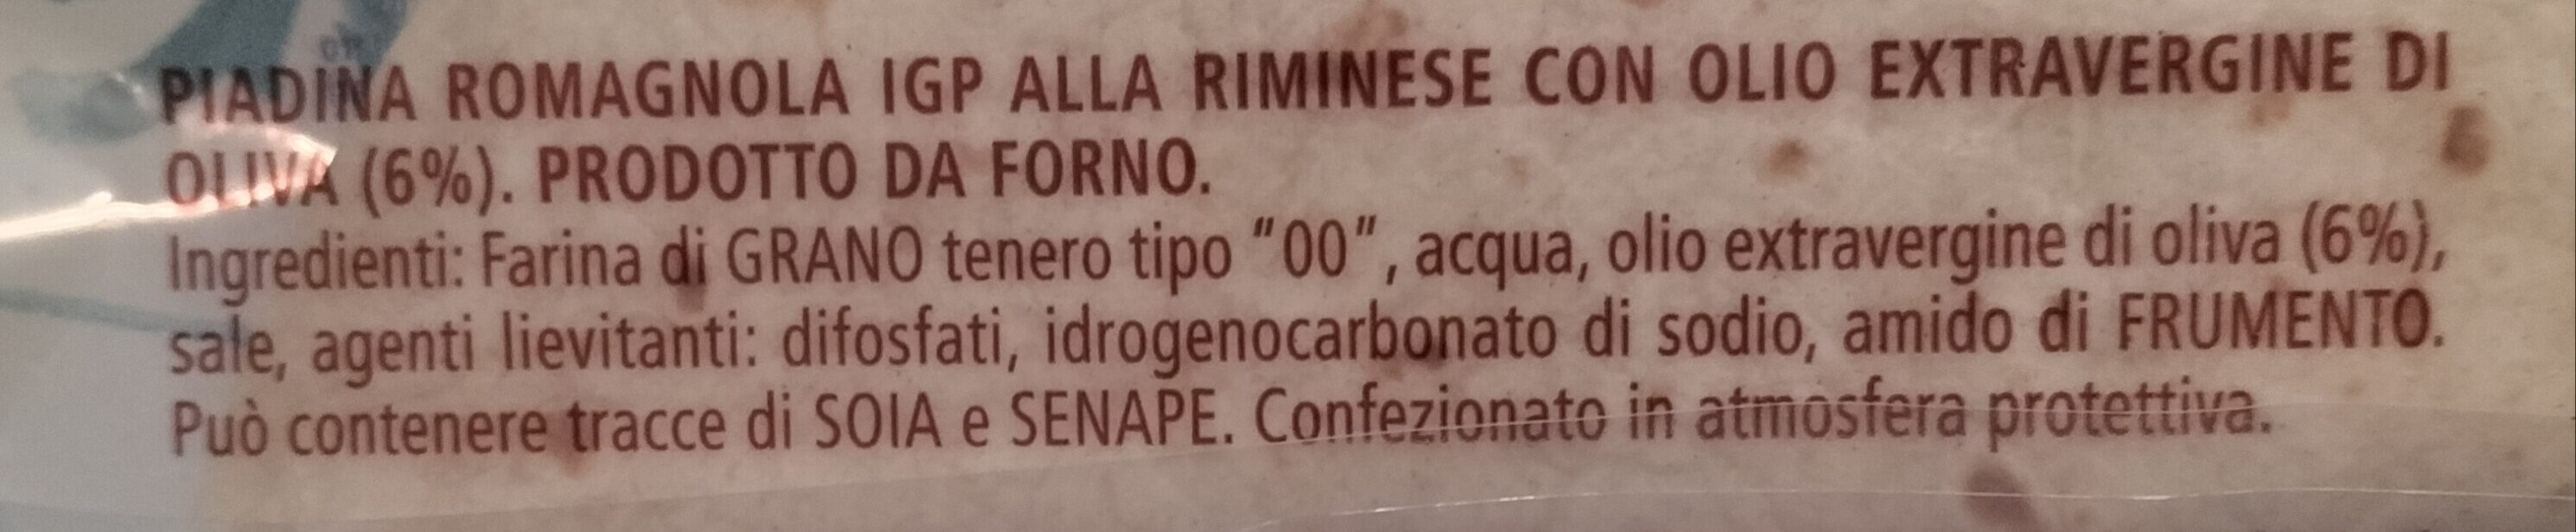 PIADINA ROMAGNOLA IGP ALLA RIMINESE CON OLIO EXTRAVERGINE DI
OLIVA (6%). PRODOTTO DA FORNO.
Ingredienti: Farina di GRANO tenero tipo "00", acqua, olio extravergine di oliva (6%),
sale, agenti lievitanti: difosfati, idrogenocarbonato di sodio, amido di FRUMENTO.
Può contenere tracce di SOIA e SENAPE. Confezionato in atmosfera protettiva.